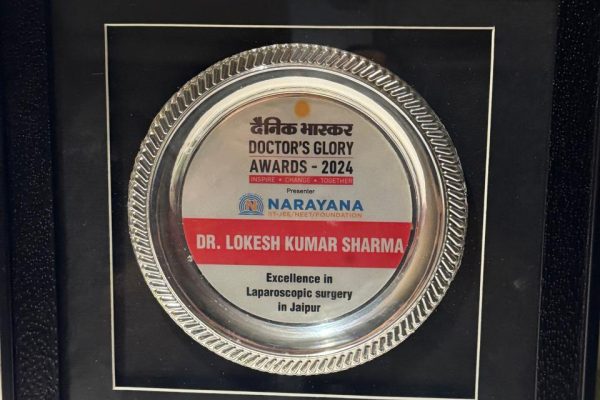 दैनिक भास्कर
DOCTOR'S GLORY
AWARDS - 2024
INSPIRE • CHANGE • TOGETHER
Presenter
NARAYANA
IIT-JEE/NEET/FOUNDATION
DR. LOKESH KUMAR SHARMA
Excellence in
Laparoscopic surgery
in Jaipur